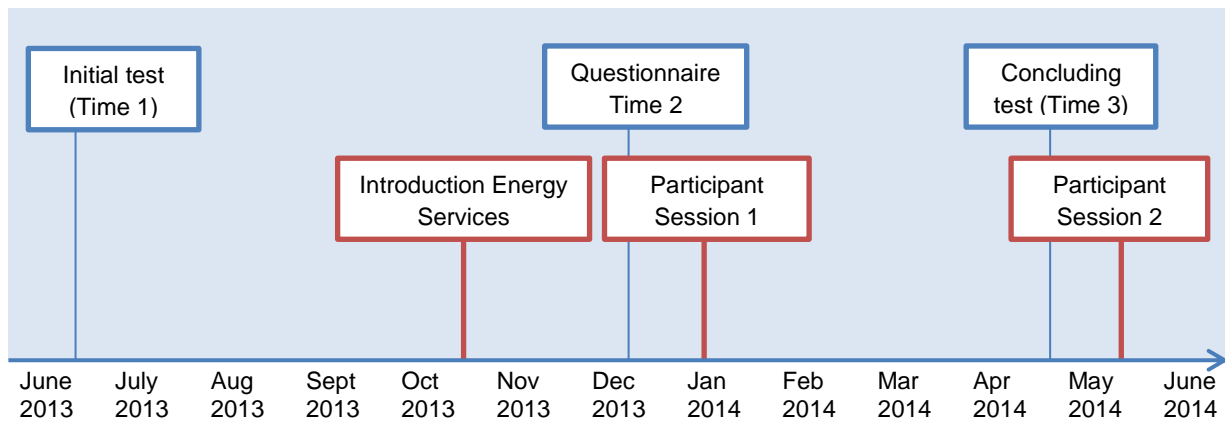 Initial test
(Time 1)
Questionnaire
Time 2
Concluding
test (Time 3)
Introduction Energy
Services
Participant
Session 1
Participant
Session 2
June July Aug Sept Oct Nov Dec Jan Feb Mar Apr May June
2013 2013 2013 2013 2013 2013 2013 2014 2014 2014 2014 2014 2014